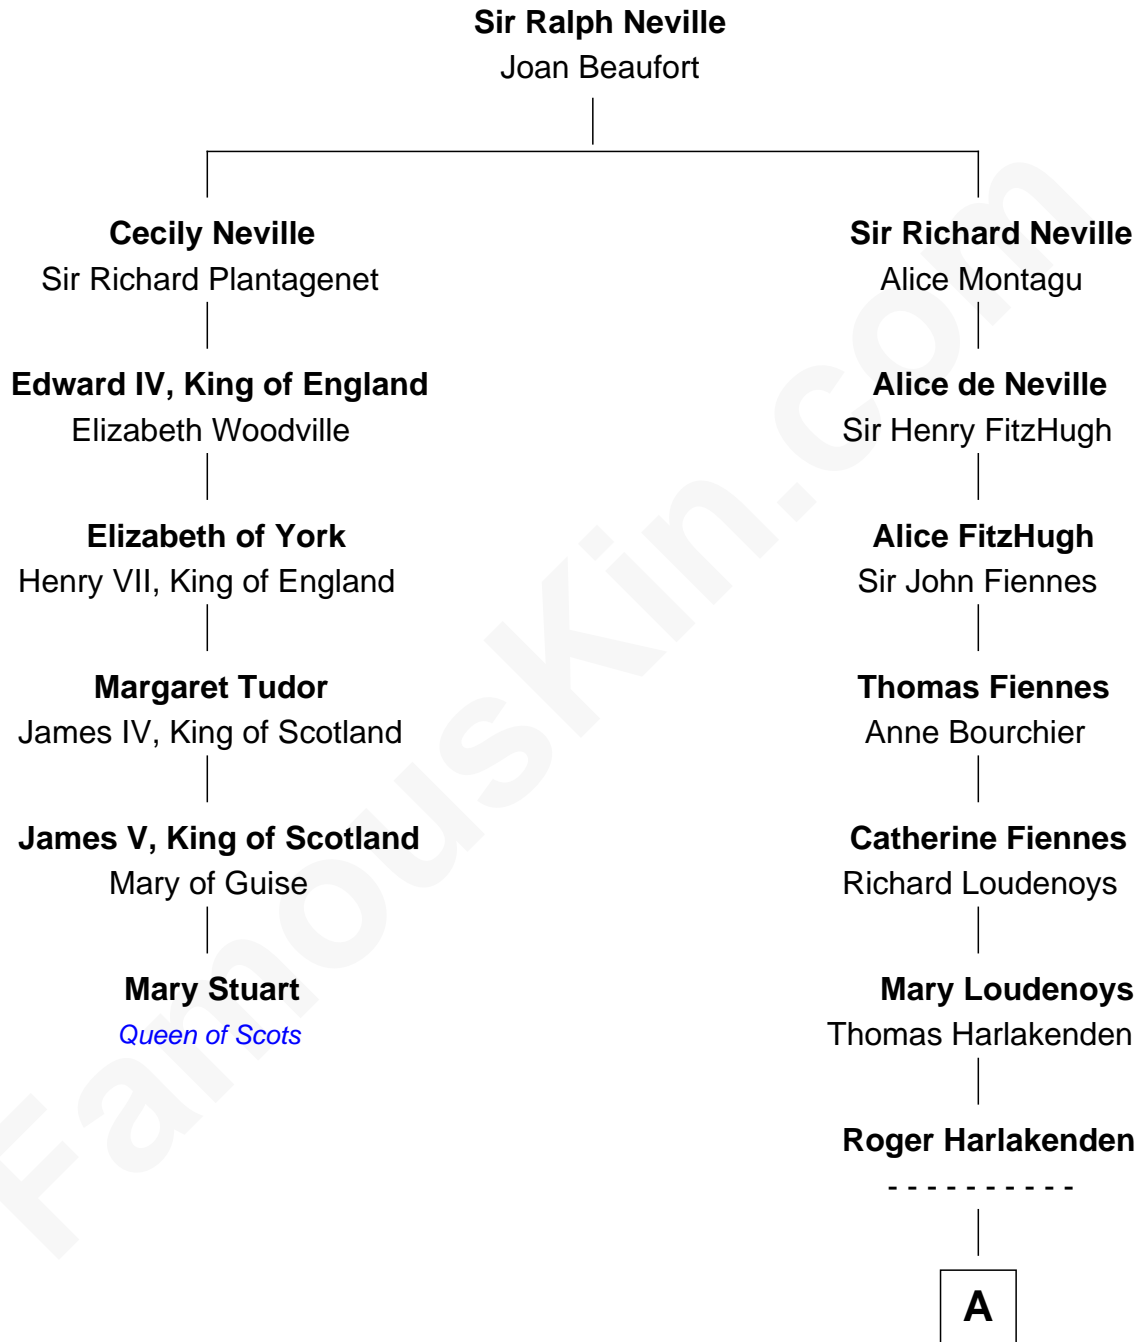 Sir Ralph Neville
Joan Beaufort
Cecily Neville
Sir Richard Plantagenet
Sir Richard Neville
Alice Montagu
Edward IV, King of England
Elizabeth Woodville
Alice de Neville
Sir Henry FitzHugh
Elizabeth of York
Henry VII, King of England
Alice FitzHugh
Sir John Fiennes
Margaret Tudor
James IV, King of Scotland
Thomas Fiennes
Anne Bourchier
James V, King of Scotland
Mary of Guise
Catherine Fiennes
Richard Loudenoys
Mary Stuart
Queen of Scots
Mary Loudenoys
Thomas Harlakenden
Roger Harlakenden
- - - - - - - - - -
A
FamousKin.com